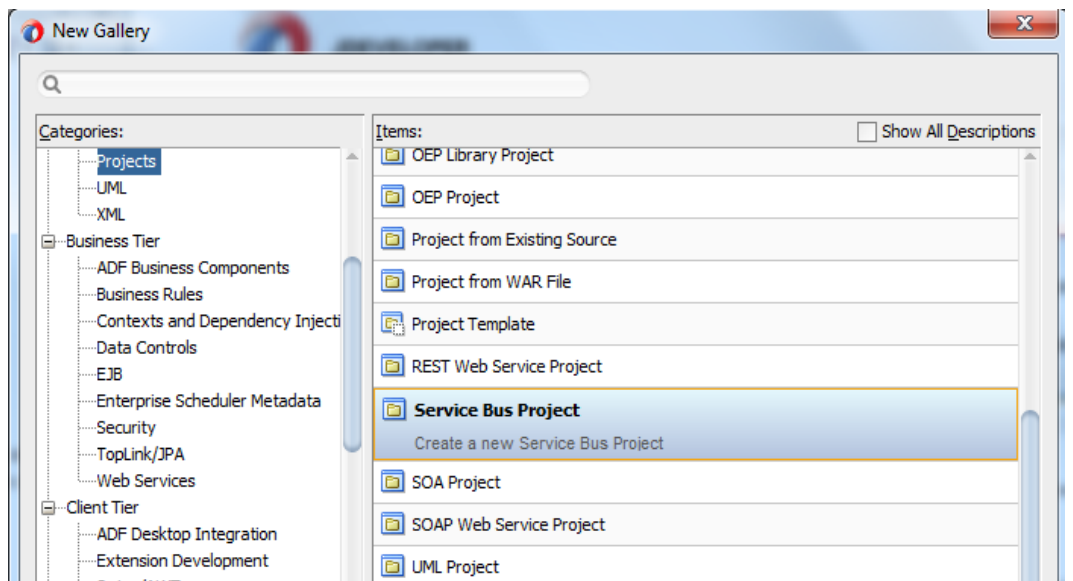 New Gallery
JDEVELOPER
Categories:
Projects
UML
XML
Business Tier
ADF Business Components
Business Rules
Contexts and Dependency Injecti
Data Controls
EJB
Enterprise Scheduler Metadata
Security
TopLink/JPA
Web Services
Client Tier
ADF Desktop Integration
Extension Development
Items:
Show All Descriptions
OEP Library Project
OEP Project
Project from Existing Source
Project from WAR File
Project Template
REST Web Service Project
Service Bus Project
Create a new Service Bus Project
SOA Project
SOAP Web Service Project
UML Project